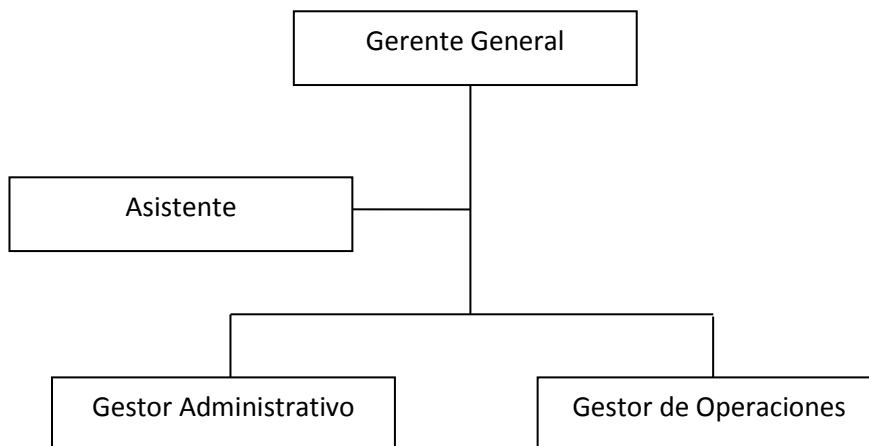 Gerente General
Asistente
Gestor Administrativo
Gestor de Operaciones